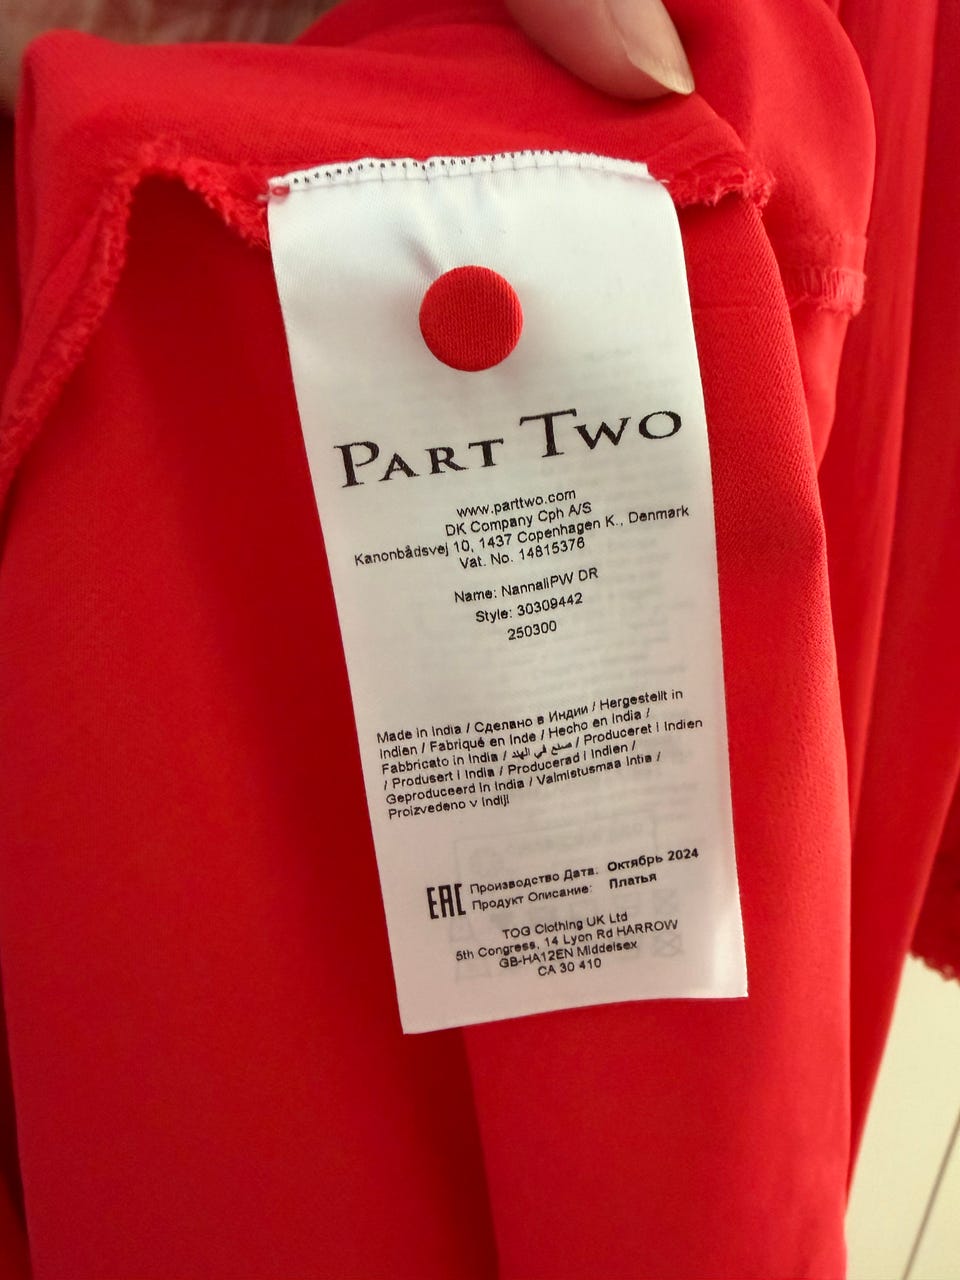 PART TWO
www.parttwo.com
DK Company Cph A/S
Kanonbådsvej 10, 1437 Copenhagen K., Denmark
Vat. No. 14815376
Name: NannaliPW DR
Style: 30309442
250300
Made in India / Сделано в Индии / Hergestellt in
Indien / Fabriqué en Inde / Hecho en India /
Fabbricato in India / صنع في الهند / Produceret i Indien
/ Produsert i India / Producerad i Indien /
Geproduceerd in India / Valmistusmaa Intia /
Proizvedeno v Indiji
EAC Производство Дата: Октябрь 2024
Продукт Описание: Платья
TOG Clothing UK Ltd
5th Congress, 14 Lyon Rd HARROW
GB-HA12EN Middelsex
CA 30 410